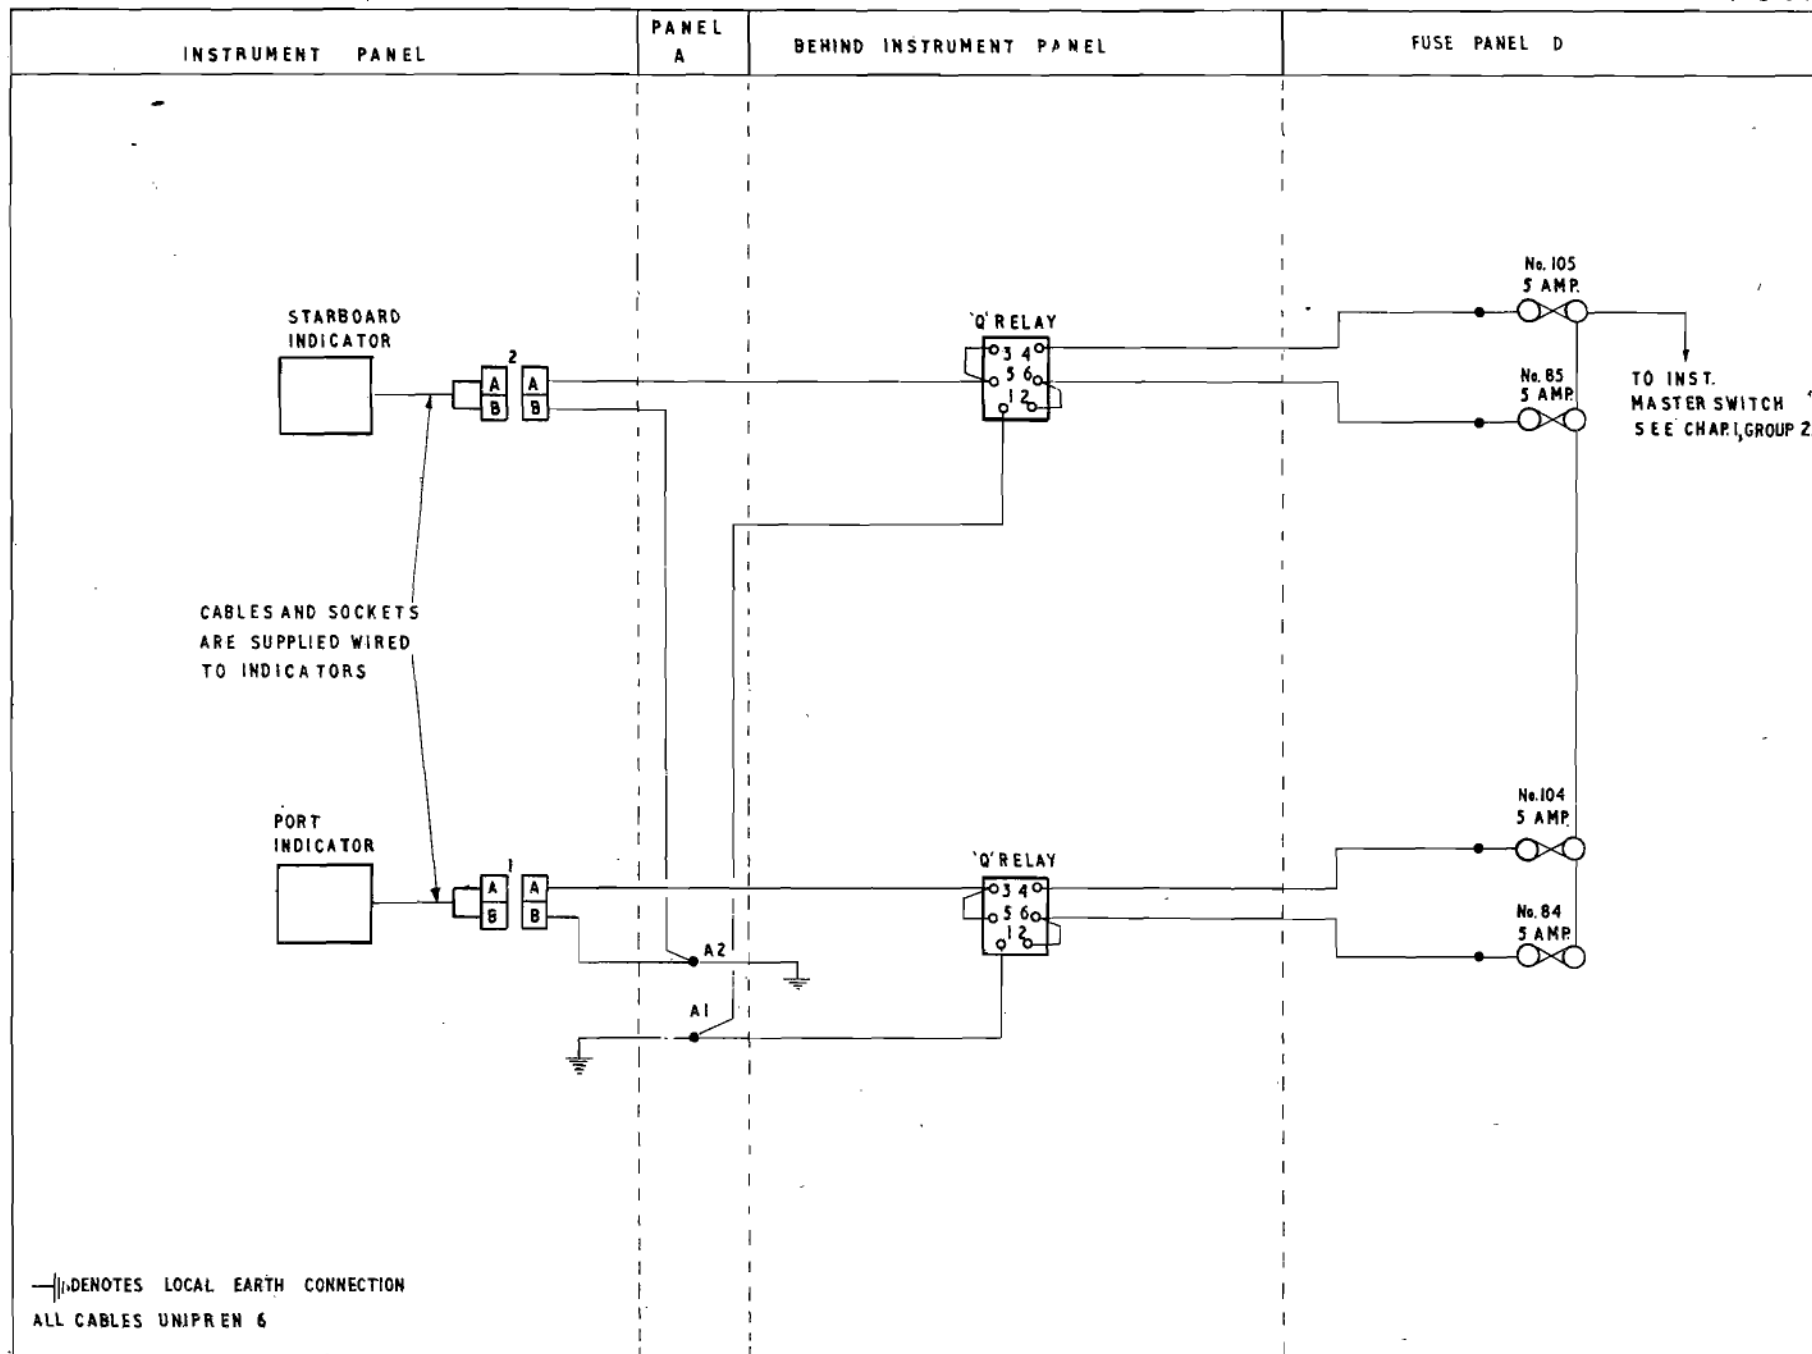 INSTRUMENT PANEL
PANEL
A
BEHIND INSTRUMENT PANEL
FUSE PANEL D
No. 105
5 AMP.
STARBOARD
INDICATOR
2
A
B
A
B
'Q' RELAY
3 4
5 6
1 2
No. 85
5 AMP.
TO INST.
MASTER SWITCH
SEE CHAP. 1, GROUP 2
CABLES AND SOCKETS
ARE SUPPLIED WIRED
TO INDICATORS
No. 104
5 AMP.
PORT
INDICATOR
1
A
B
A
B
'Q' RELAY
3 4
5 6
1 2
No. 84
5 AMP.
A2
A1
DENOTES LOCAL EARTH CONNECTION
ALL CABLES UNIPREN 6